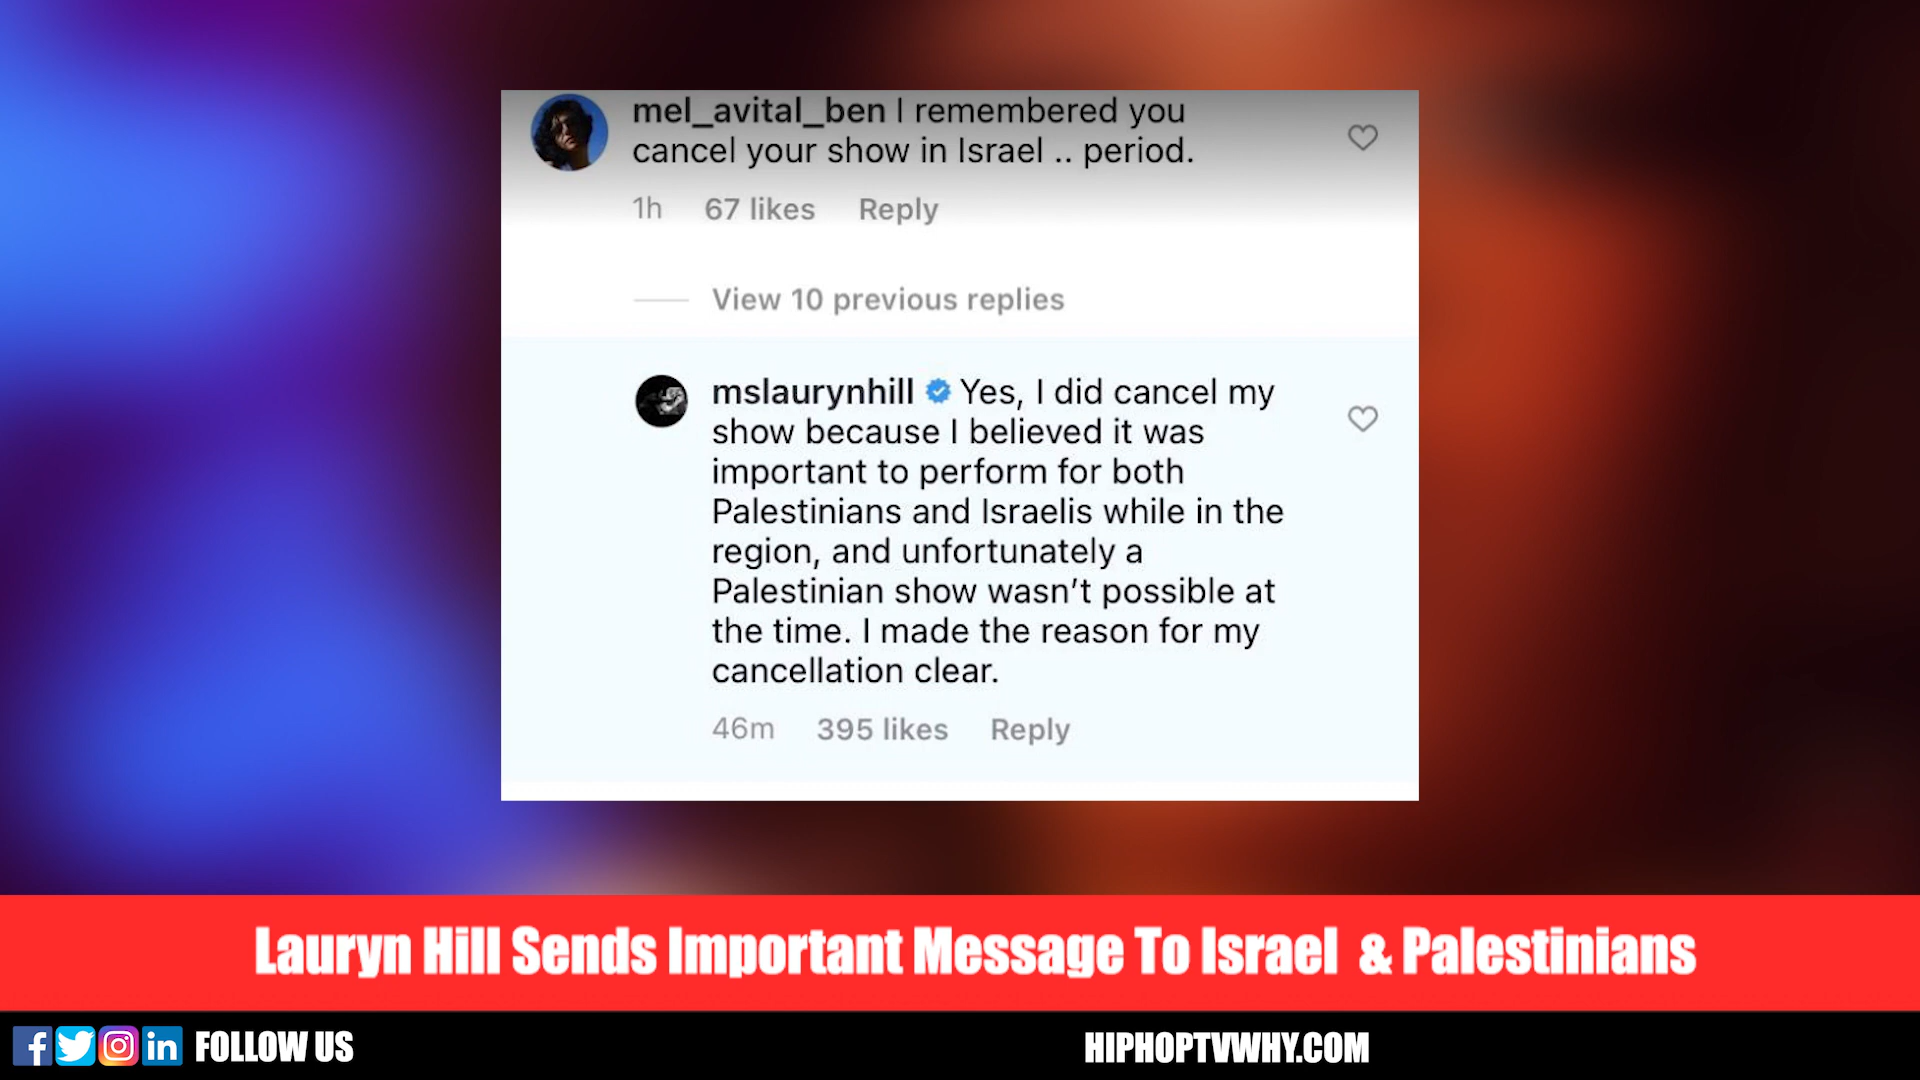 mel_avital_ben I remembered you
cancel your show in Israel .. period.
1h 67 likes Reply
View 10 previous replies
mslaurynhill Yes, I did cancel my
show because I believed it was
important to perform for both
Palestinians and Israelis while in the
region, and unfortunately a
Palestinian show wasn't possible at
the time. I made the reason for my
cancellation clear.
46m 395 likes Reply
Lauryn Hill Sends Important Message To Israel & Palestinians
f in FOLLOW US
HIPHOPTVWHY.COM